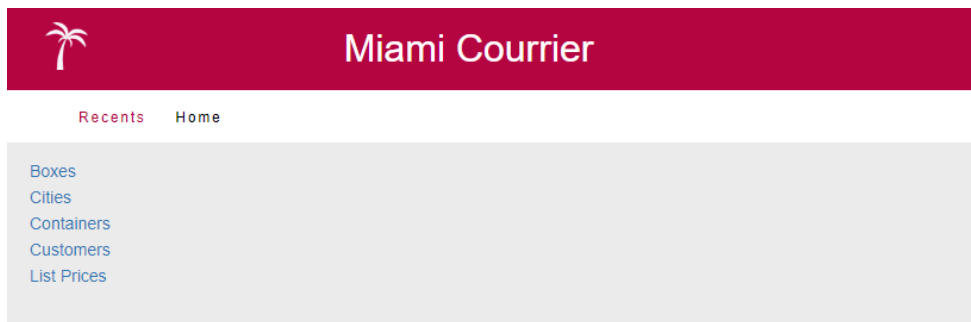 Miami Courrier
Recents Home
Boxes
Cities
Containers
Customers
List Prices